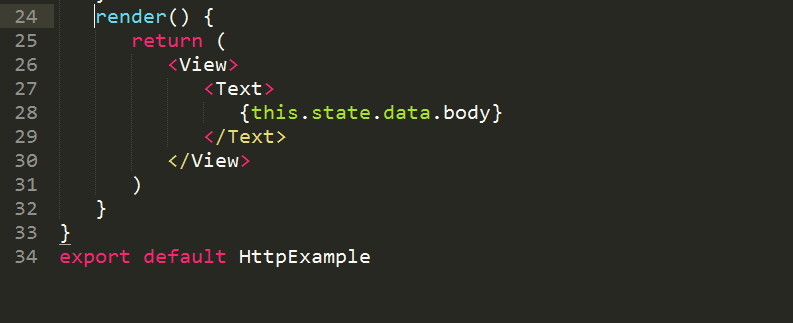 24 render() {
25 return (
26 <View>
27 <Text>
28 {this.state.data.body}
29 </Text>
30 </View>
31 )
32 }
33 }
34 export default HttpExample